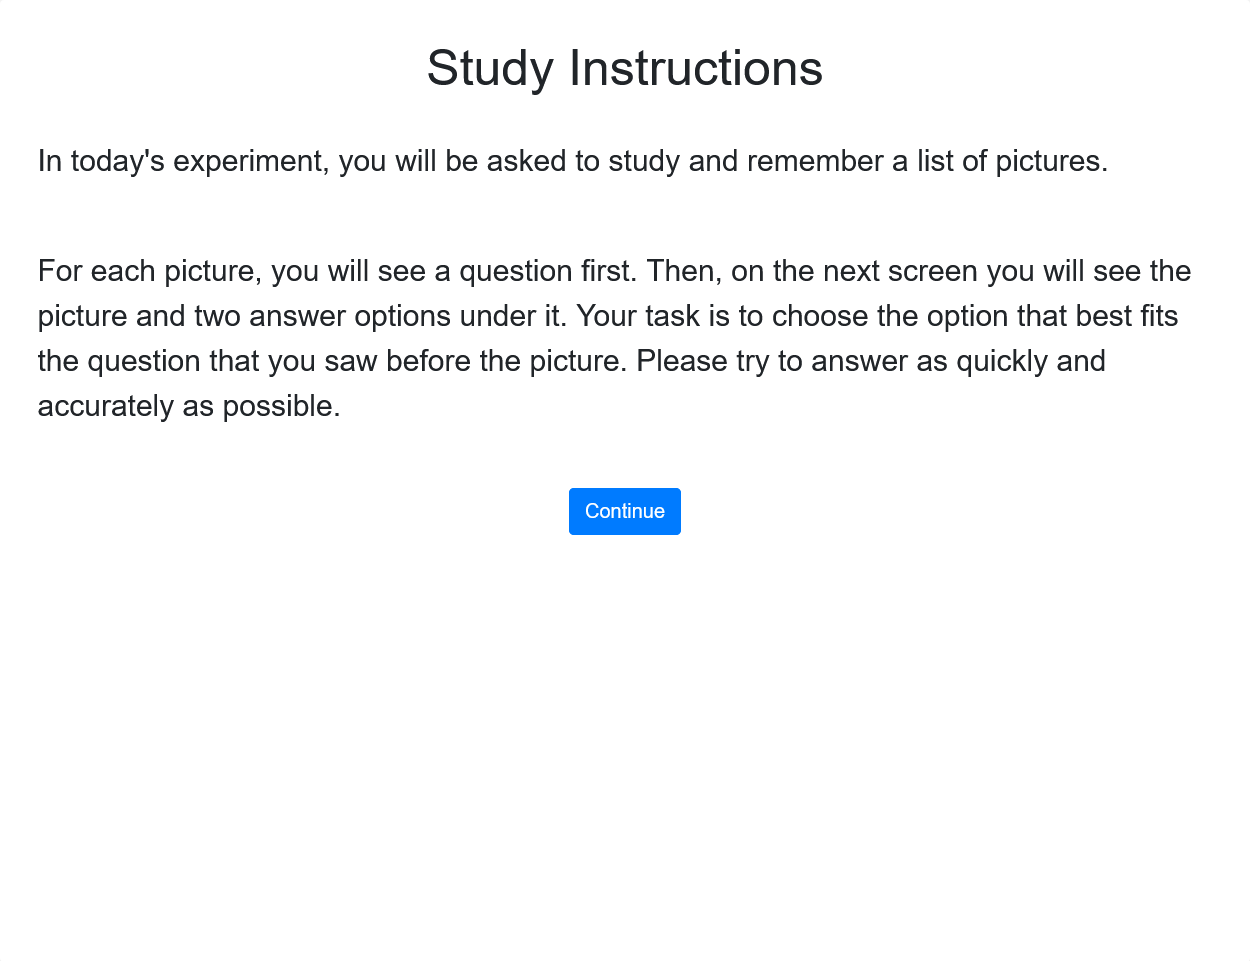 Study Instructions
In today's experiment, you will be asked to study and remember a list of pictures.
For each picture, you will see a question first. Then, on the next screen you will see the
picture and two answer options under it. Your task is to choose the option that best fits
the question that you saw before the picture. Please try to answer as quickly and
accurately as possible.
Continue